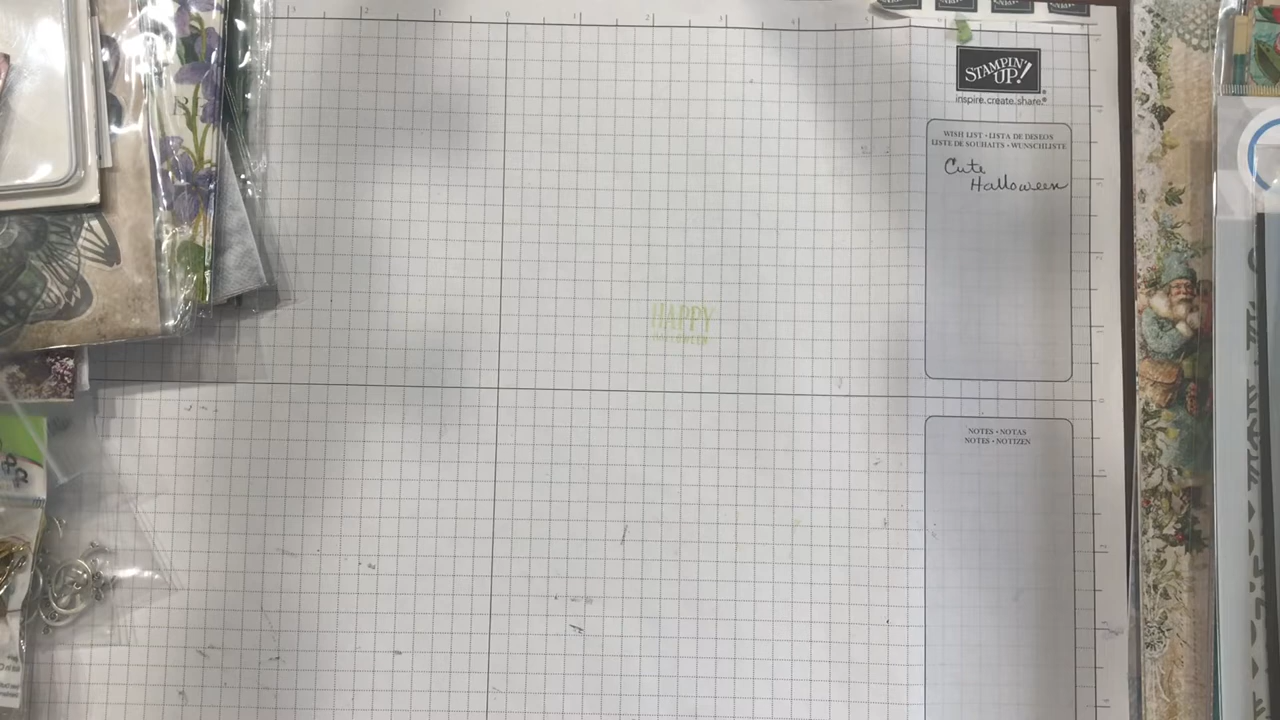 STAMPIN' UP!
inspire.create.share.®
WISH LIST • LISTA DE DESEOS
LISTE DE SOUHAITS • WUNSCHLISTE
Cute
Halloween
HAPPY
HALLOWEEN
NOTES • NOTAS
NOTES • NOTIZEN